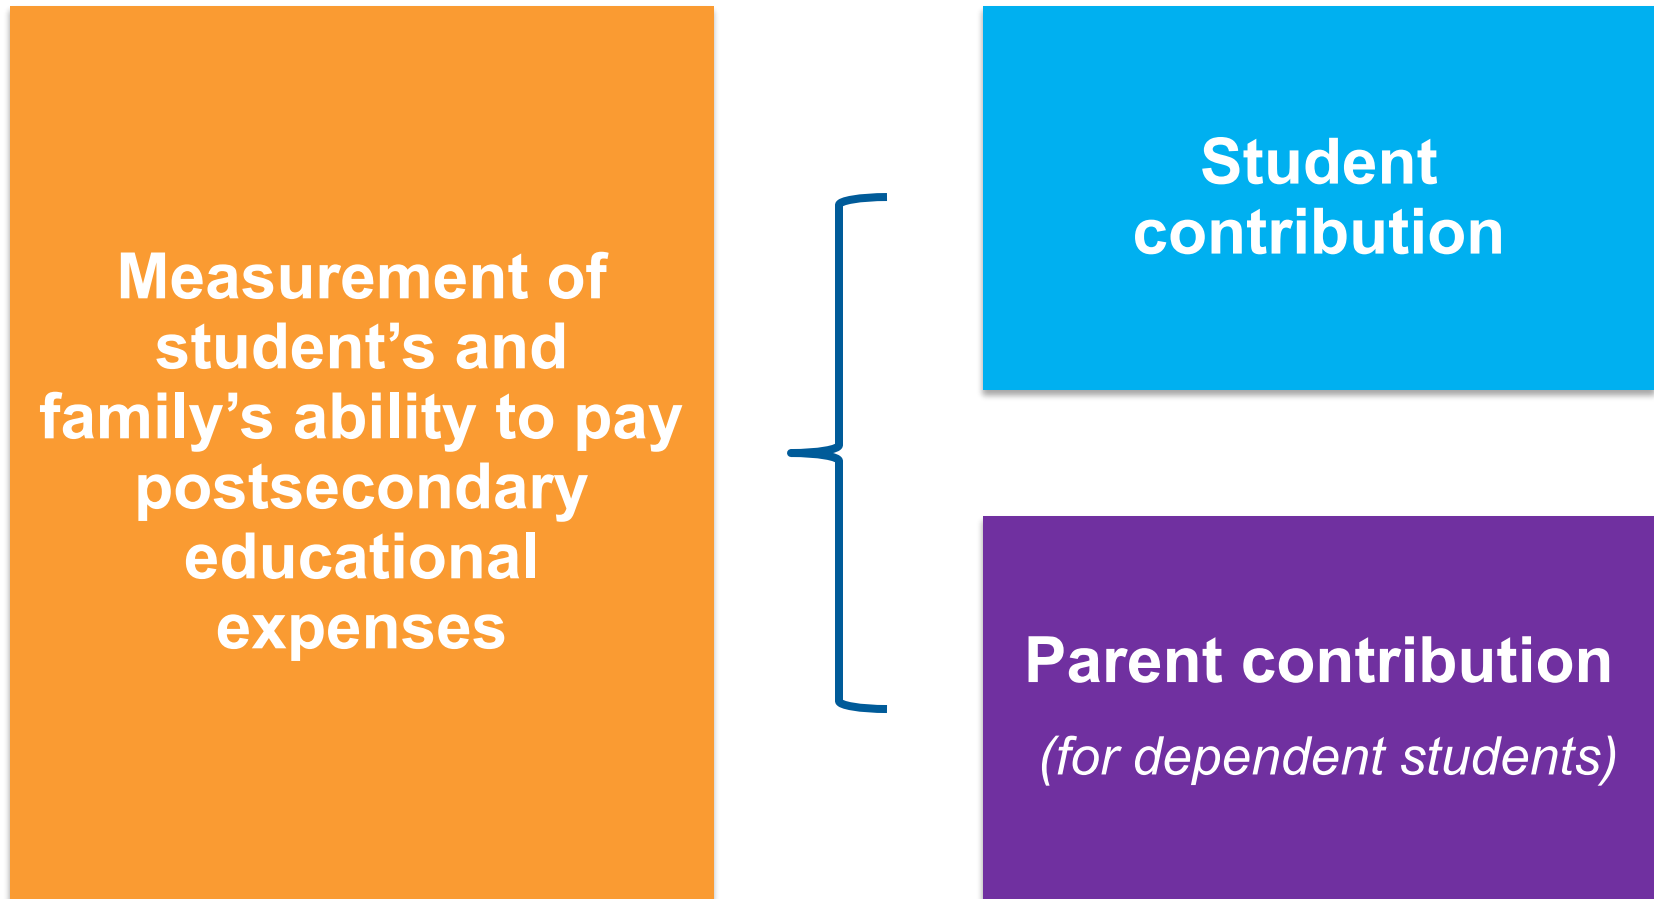 Measurement of
student’s and
family’s ability to pay
postsecondary
educational
expenses
Student
contribution
Parent contribution
(for dependent students)